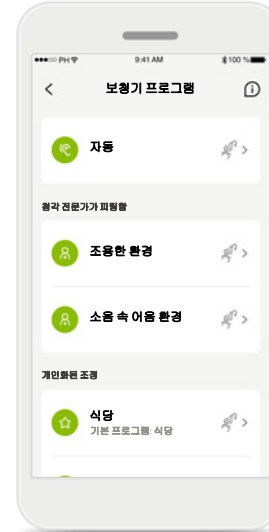 PH 9:41 AM 100 %
보청기 프로그램
자동
청각 전문가가 피팅함
조용한 환경
소음 속 어음 환경
개인화된 조정
식당
기본 프로그램: 식당